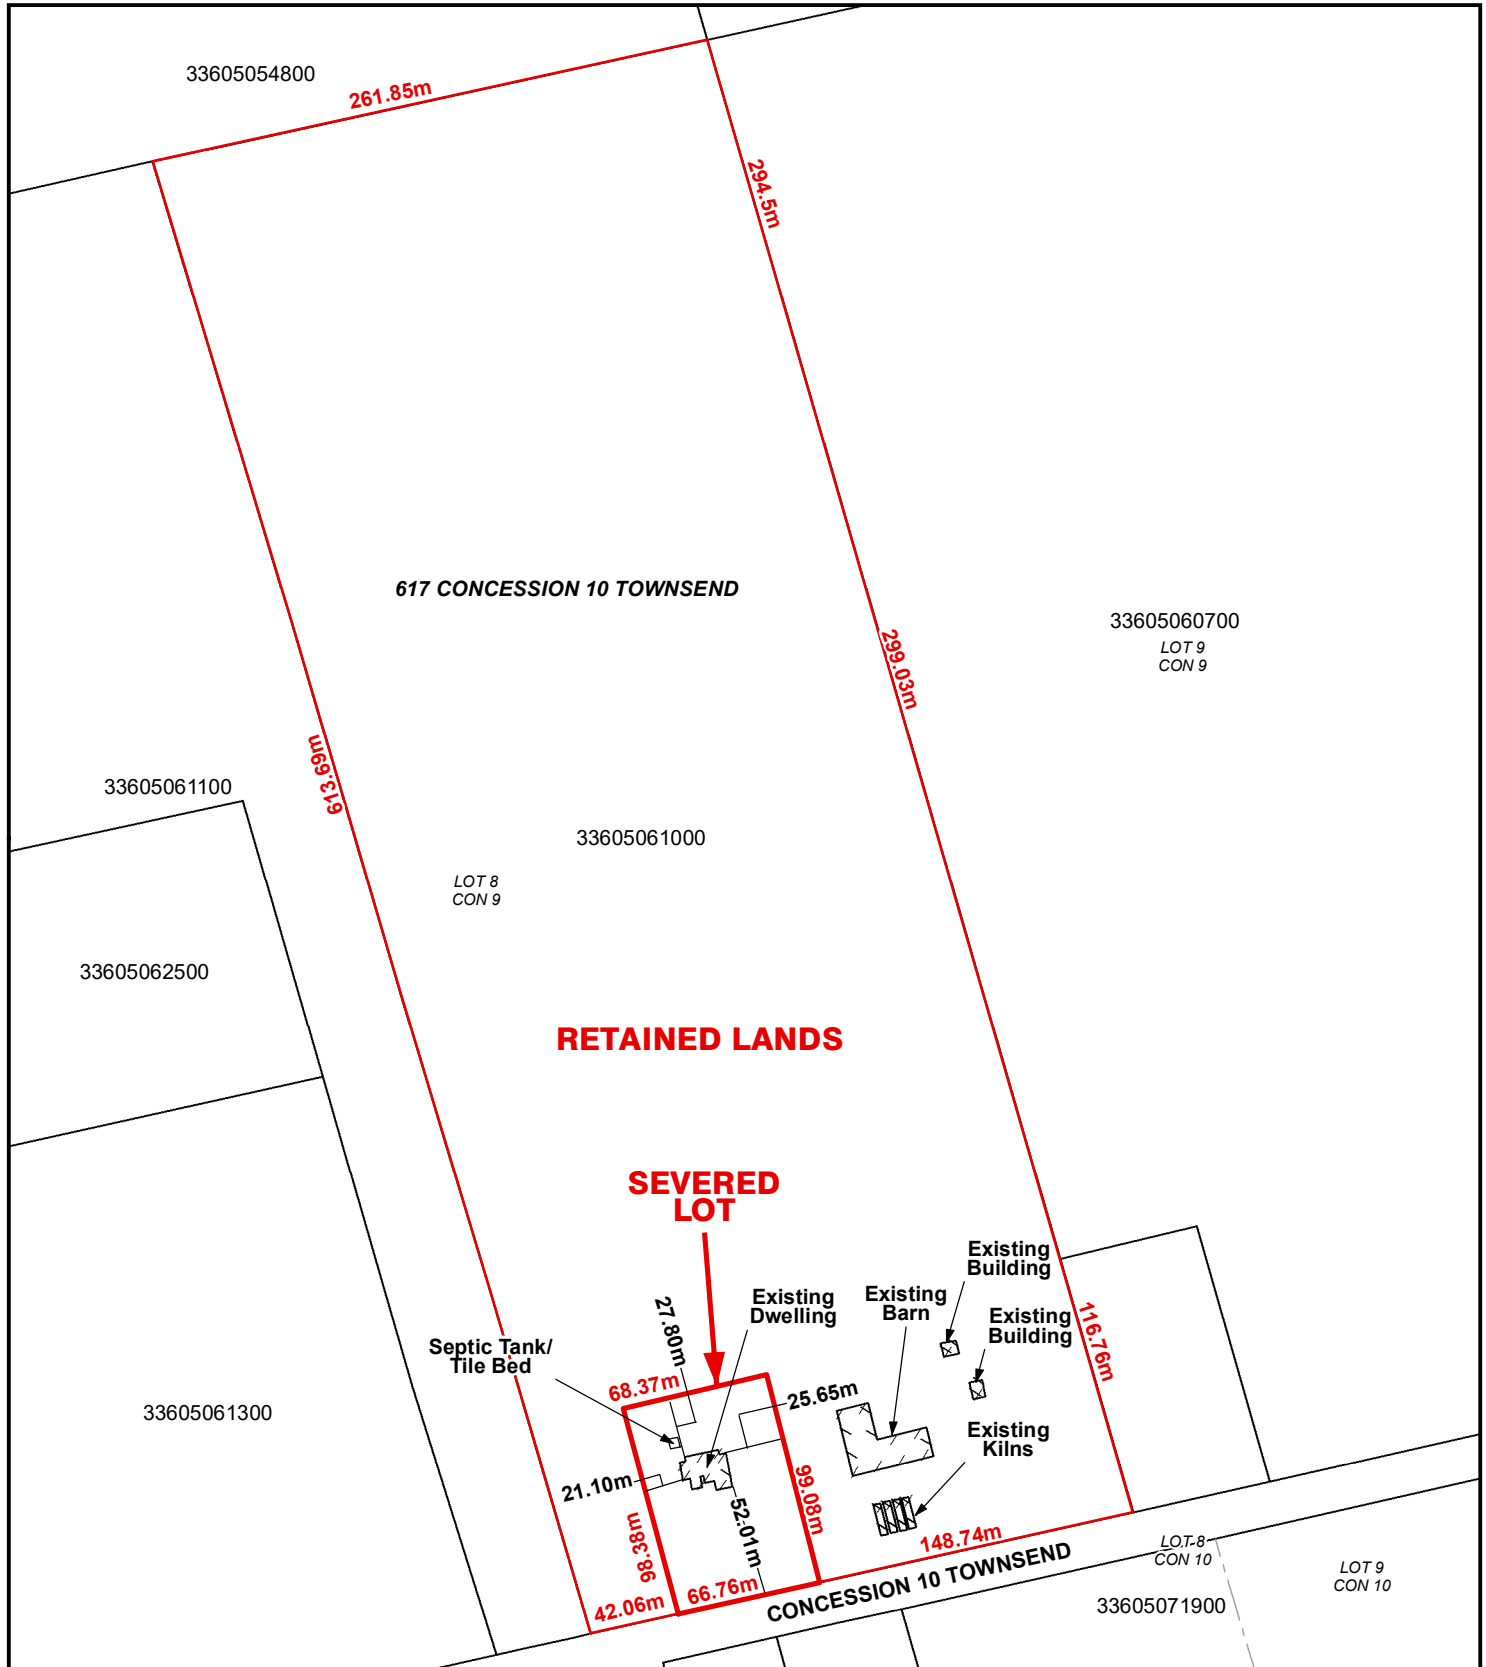 33605054800
261.85m
294.5m
617 CONCESSION 10 TOWNSEND
33605060700
LOT 9
CON 9
299.03m
613.69m
33605061100
33605061000
LOT 8
CON 9
33605062500
RETAINED LANDS
SEVERED
LOT
Existing
Building
Existing
Dwelling
Existing
Barn
Existing
Building
27.80m
116.76m
Septic Tank/
Tile Bed
68.37m
25.65m
33605061300
Existing
Kilns
21.10m
99.08m
52.01m
98.38m
148.74m
66.76m
42.06m
CONCESSION 10 TOWNSEND
LOT 8
CON 10
LOT 9
CON 10
33605071900